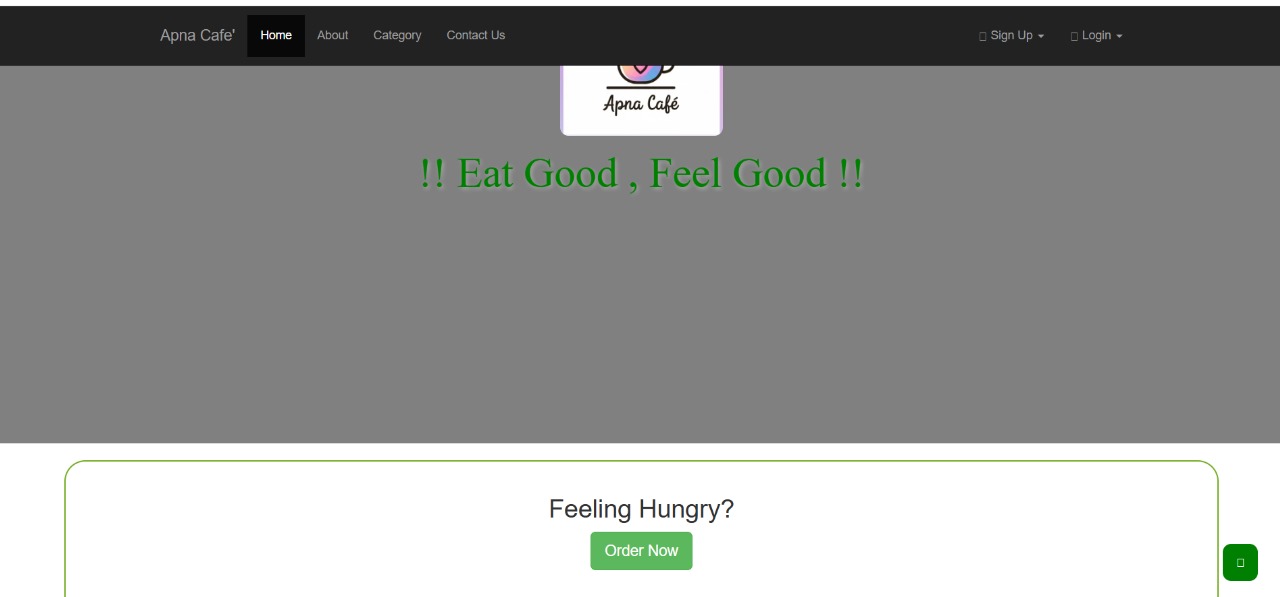 Apna Cafe' Home About Category Contact Us Sign Up Login
Apna Café
!! Eat Good , Feel Good !!
Feeling Hungry?
Order Now